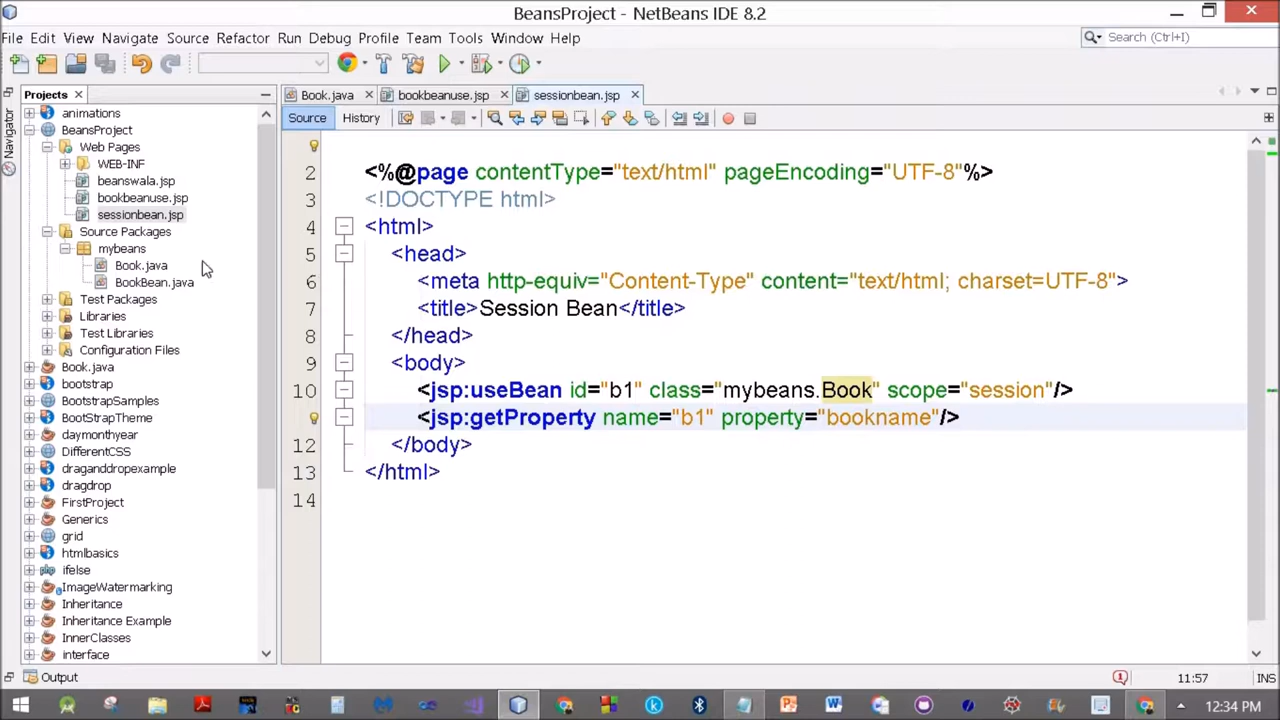 BeansProject - NetBeans IDE 8.2
File Edit View Navigate Source Refactor Run Debug Profile Team Tools Window Help
Search (Ctrl+I)
Projects
Navigator
animations
BeansProject
Web Pages
WEB-INF
beanswala.jsp
bookbeanuse.jsp
sessionbean.jsp
Source Packages
mybeans
Book.java
BookBean.java
Test Packages
Libraries
Test Libraries
Configuration Files
Book.java
bootstrap
BootstrapSamples
BootStrapTheme
daymonthyear
DifferentCSS
draganddropexample
dragdrop
FirstProject
Generics
grid
htmlbasics
ifelse
ImageWatermarking
Inheritance
Inheritance Example
InnerClasses
interface
Book.java bookbeanuse.jsp sessionbean.jsp
Source History
2 <%@page contentType="text/html" pageEncoding="UTF-8"%>
3 <!DOCTYPE html>
4 <html>
5 <head>
6 <meta http-equiv="Content-Type" content="text/html; charset=UTF-8">
7 <title>Session Bean</title>
8 </head>
9 <body>
10 <jsp:useBean id="b1" class="mybeans.Book" scope="session"/>
<jsp:getProperty name="b1" property="bookname"/>
12 </body>
13 </html>
14
Output
11:57 INS
12:34 PM